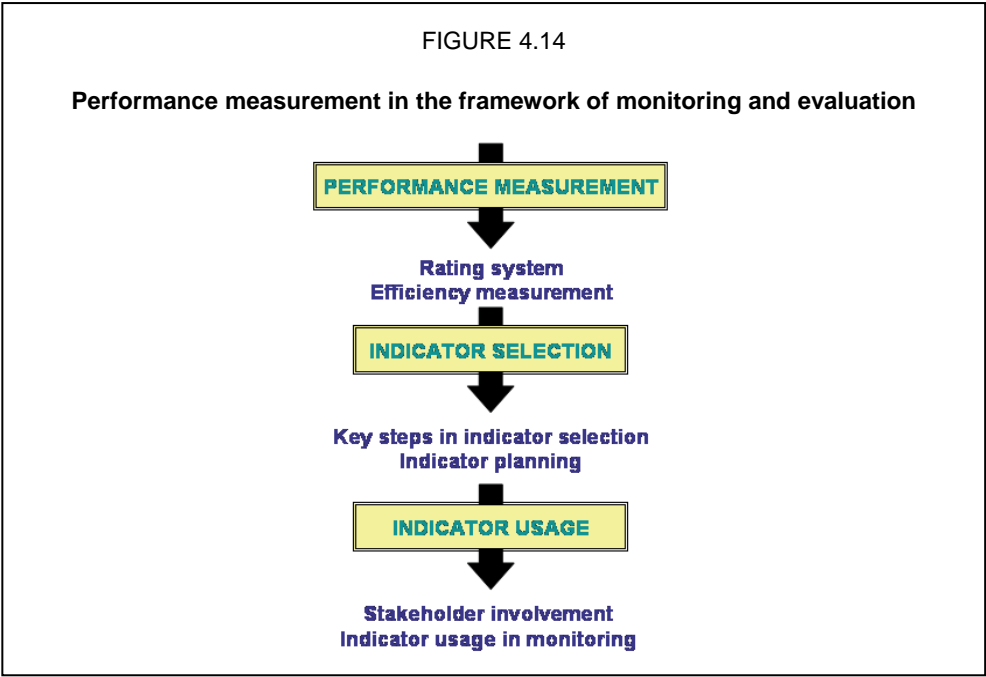 FIGURE 4.14
Performance measurement in the framework of monitoring and evaluation
PERFORMANCE MEASUREMENT
Rating system
Efficiency measurement
INDICATOR SELECTION
Key steps in indicator selection
Indicator planning
INDICATOR USAGE
Stakeholder involvement
Indicator usage in monitoring